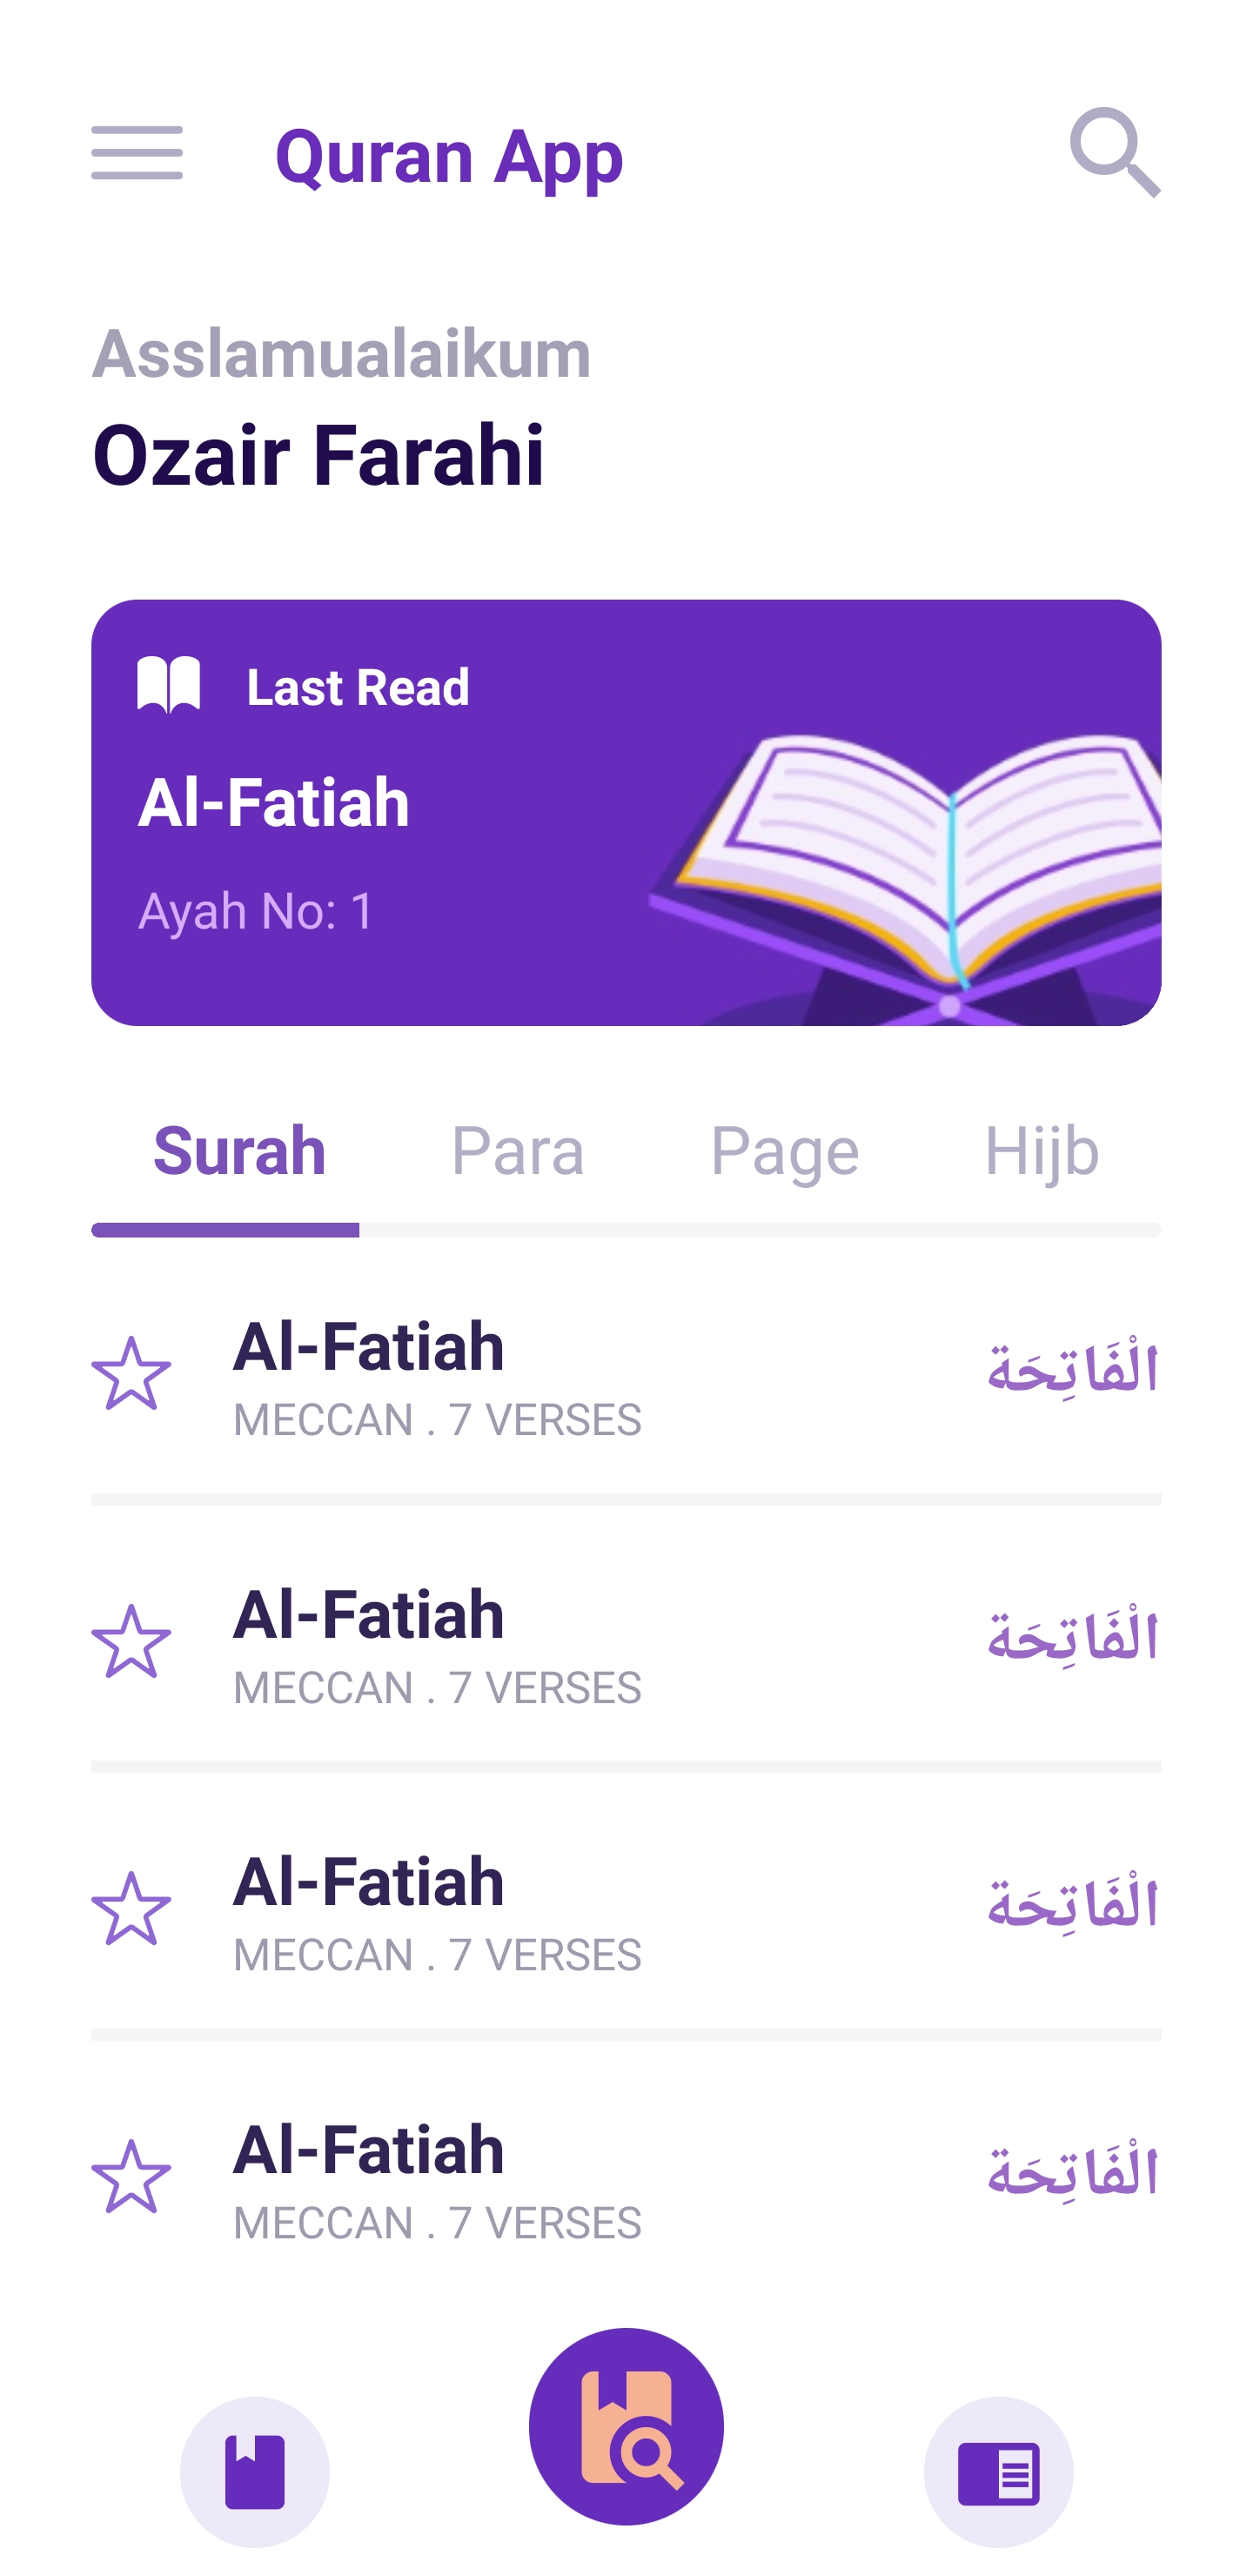 Quran App
Asslamualaikum
Ozair Farahi
Last Read
Al-Fatiah
Ayah No: 1
Surah Para Page Hijb
Al-Fatiah
MECCAN . 7 VERSES
الْفَاتِحَة
Al-Fatiah
MECCAN . 7 VERSES
الْفَاتِحَة
Al-Fatiah
MECCAN . 7 VERSES
الْفَاتِحَة
Al-Fatiah
MECCAN . 7 VERSES
الْفَاتِحَة